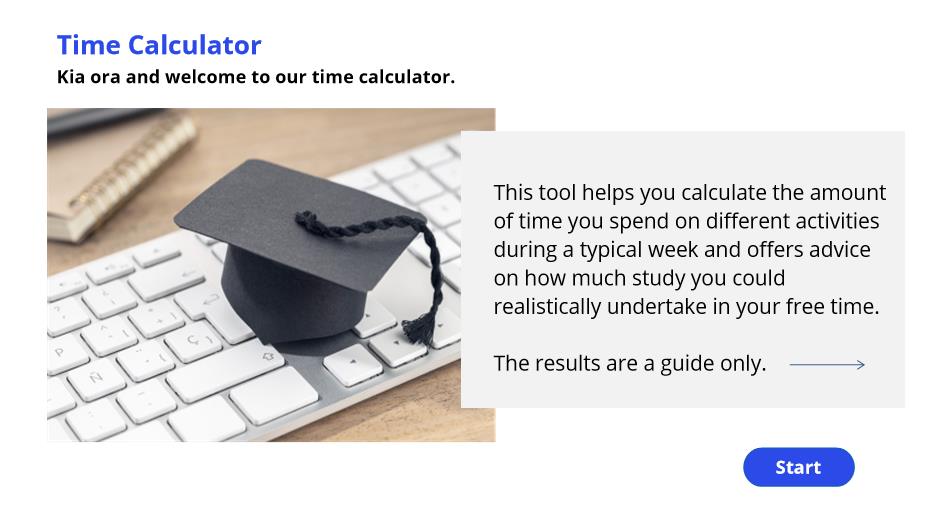 Time Calculator
Kia ora and welcome to our time calculator.
This tool helps you calculate the amount
of time you spend on different activities
during a typical week and offers advice
on how much study you could
realistically undertake in your free time.
The results are a guide only.
Start
P
Ñ